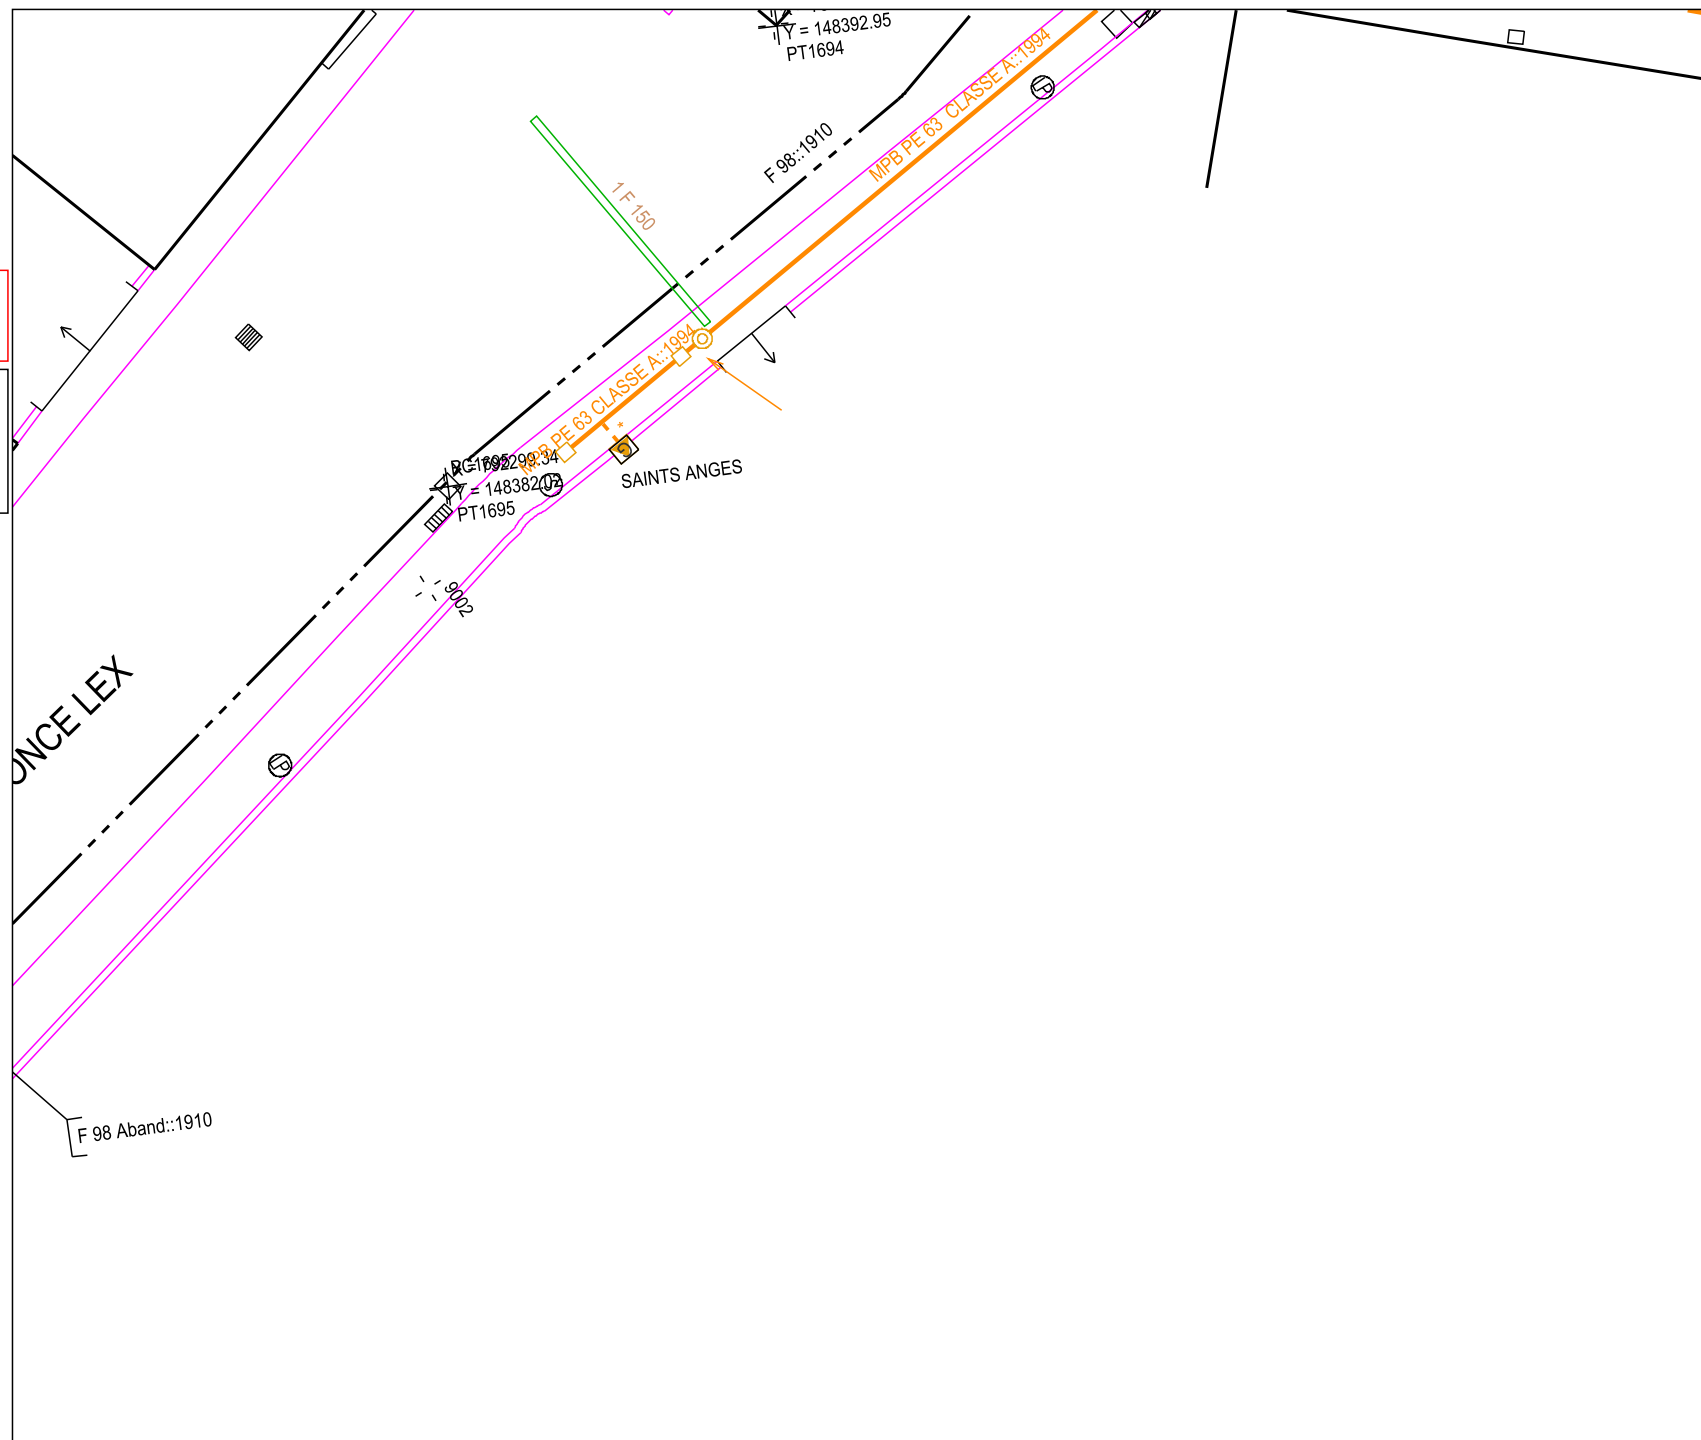 Y = 148392.95
PT1694
MPB PE 63 CLASSE A::1994
P
F 98::1910
1 F 150
MPB PE 63 CLASSE A::1994
*
G
SAINTS ANGES
Y = 148382.02
PT1695
9002
ONCE LEX
P
F 98 Aband::1910